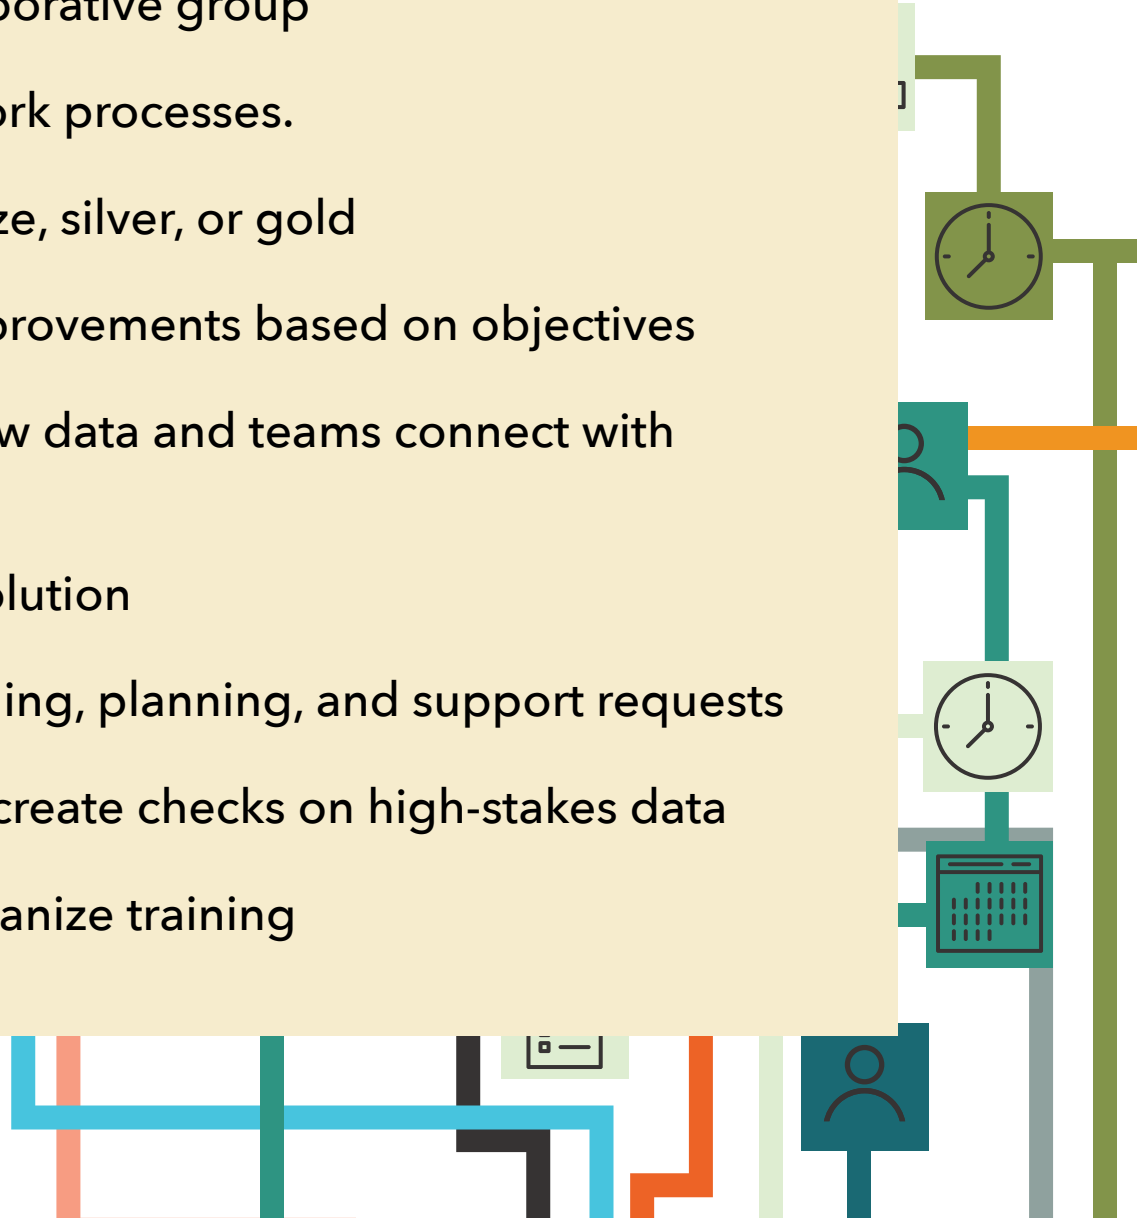 borative group
ork processes.
ze, silver, or gold
provements based on objectives
w data and teams connect with
olution
ing, planning, and support requests
create checks on high-stakes data
anize training